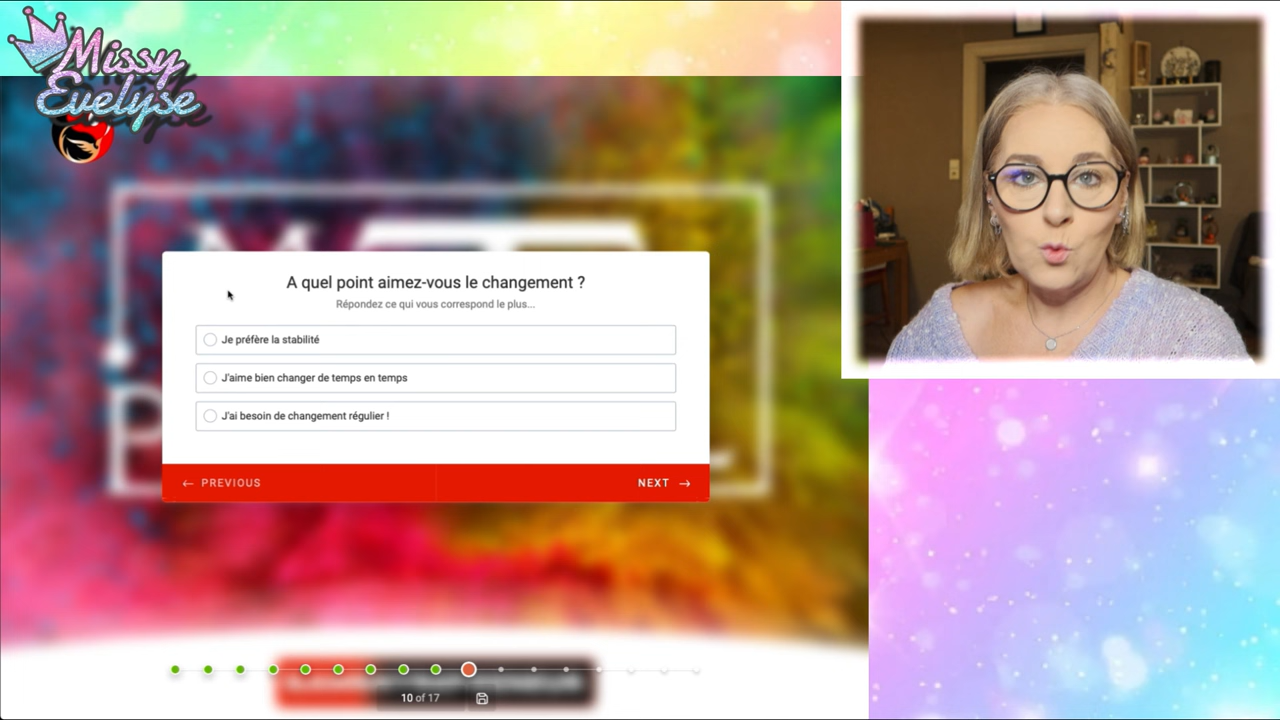 Missy
Evelyse
A quel point aimez-vous le changement ?
Répondez ce qui vous correspond le plus...
Je préfère la stabilité
J'aime bien changer de temps en temps
J'ai besoin de changement régulier !
← PREVIOUS
NEXT →
10 of 17